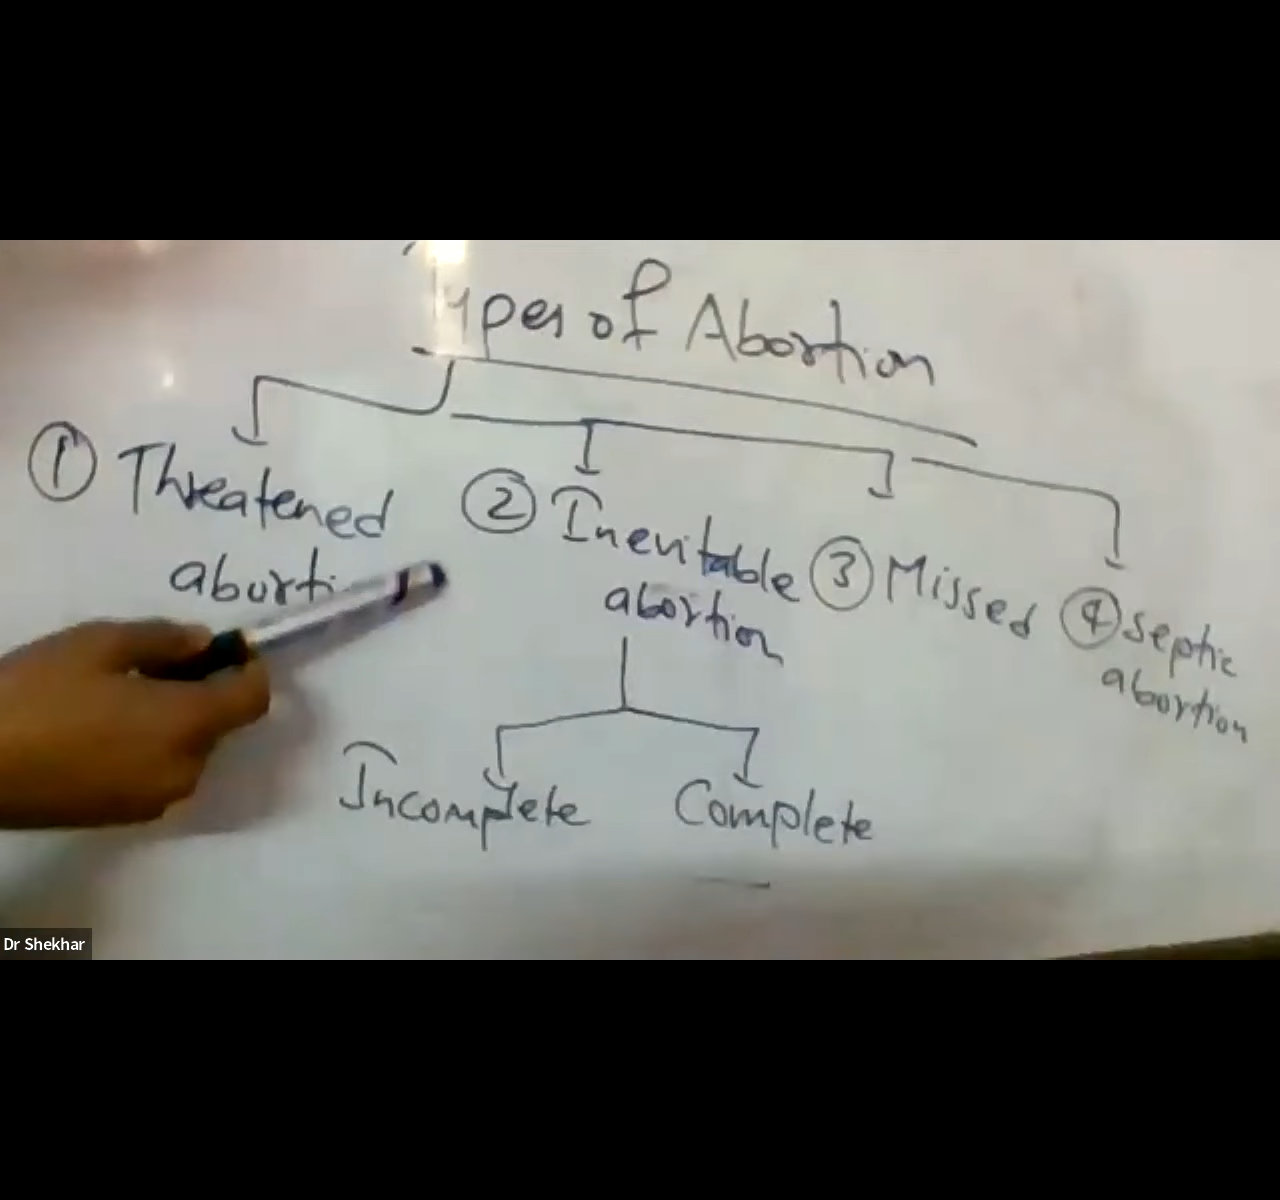 Types of Abortion
① Threatened
aborti
② Inevitable
abortion
③ Missed
④ septic
abortion
Incomplete
Complete
Dr Shekhar